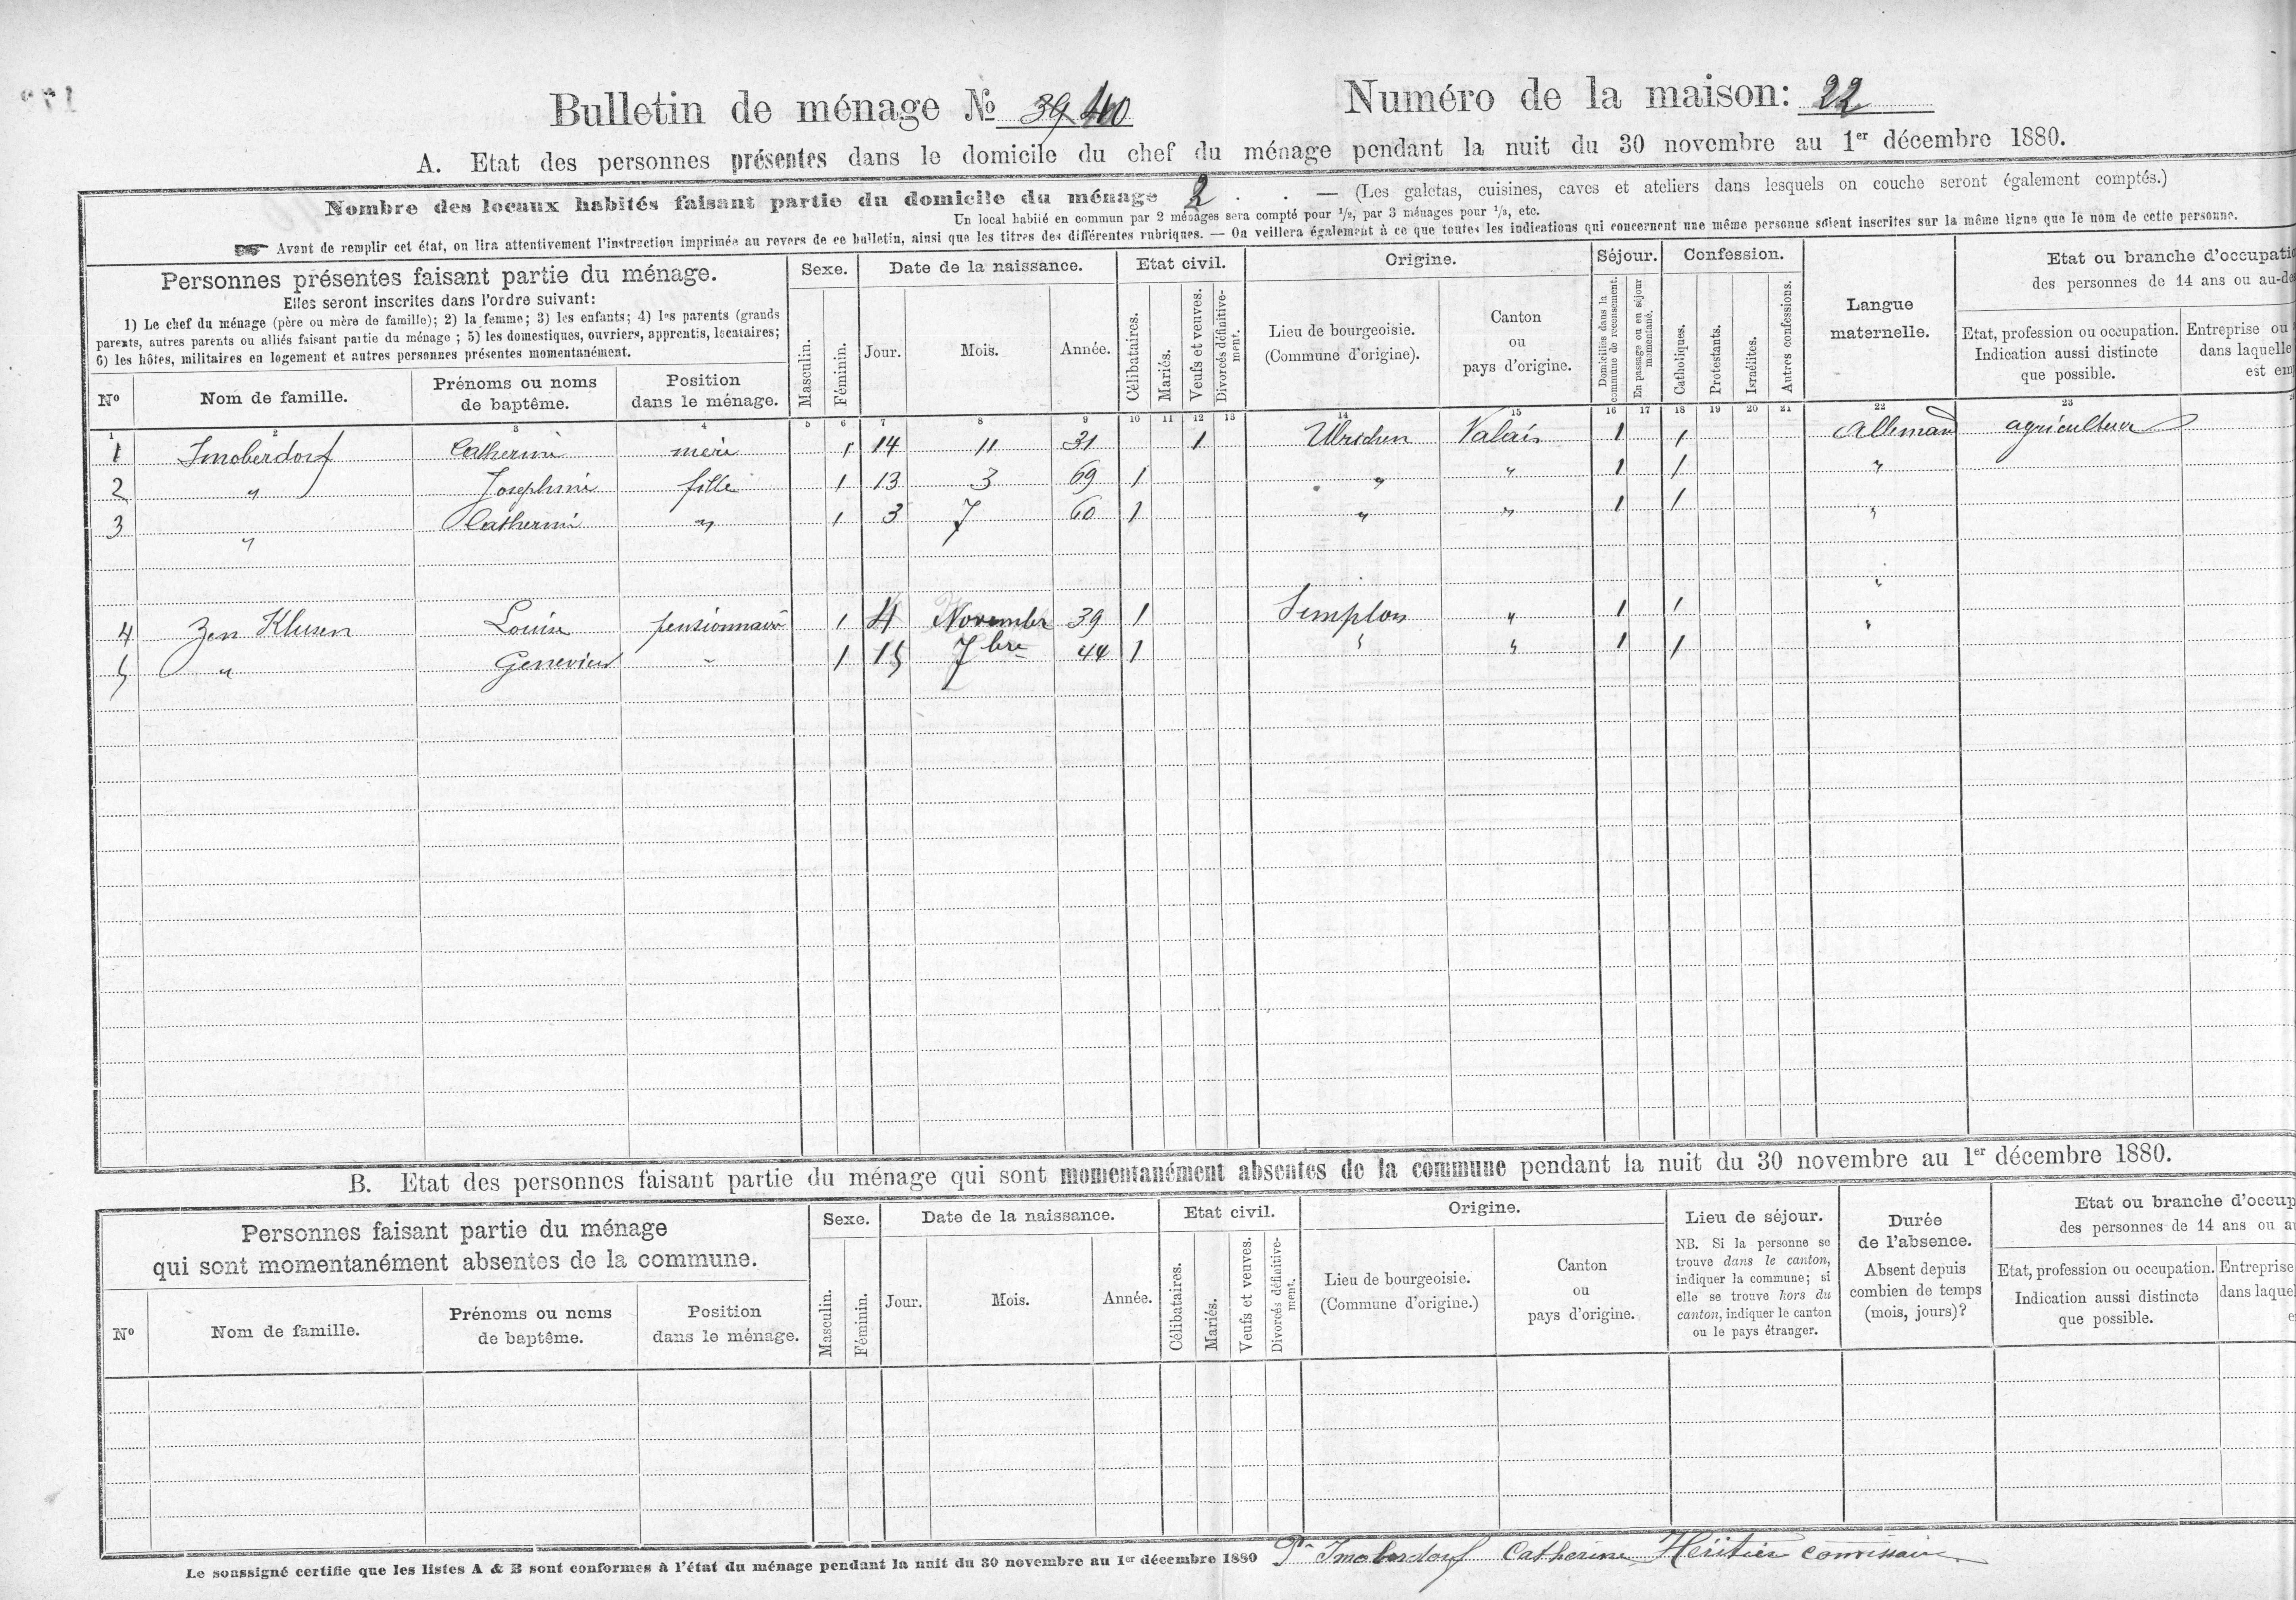 Bulletin de ménage № 39 40 Numéro de la maison: 22
A. Etat des personnes présentes dans le domicile du chef du ménage pendant la nuit du 30 novembre au 1er décembre 1880.
Nombre des locaux habités faisant partie du domicile du ménage 2. — (Les galetas, cuisines, caves et ateliers dans lesquels on couche seront également comptés.)
Un local habité en commun par 2 ménages sera compté pour 1/2, par 3 ménages pour 1/3, etc.
Avant de remplir cet état, on lira attentivement l'instruction imprimée au revers de ce bulletin, ainsi que les titres des différentes rubriques. — On veillera également à ce que toutes les indications qui concernent une même personne soient inscrites sur la même ligne que le nom de cette personne.
Personnes présentes faisant partie du ménage.
Elles seront inscrites dans l'ordre suivant:
1) Le chef du ménage (père ou mère de famille); 2) la femme; 3) les enfants; 4) les parents (grands
parents, autres parents ou alliés faisant partie du ménage; 5) les domestiques, ouvriers, apprentis, locataires;
6) les hôtes, militaires en logement et autres personnes présentes momentanément.
Nº
Nom de famille.
Prénoms ou noms
de baptême.
Position
dans le ménage.
Sexe.
Masculin.
Féminin.
Date de la naissance.
Jour.
Mois.
Année.
Etat civil.
Célibataires.
Mariés.
Veufs et veuves.
Divorcés définitive-
ment.
Origine.
Lieu de bourgeoisie.
(Commune d'origine).
Canton
ou
pays d'origine.
Séjour.
Domiciliés dans la
commune de recensement.
En passage ou en séjour
momentané.
Confession.
Catholiques.
Protestants.
Israélites.
Autres confessions.
Langue
maternelle.
Etat ou branche d'occupatio
des personnes de 14 ans ou au-de
Etat, profession ou occupation.
Indication aussi distincte
que possible.
Entreprise ou
dans laquelle
est em
1 2 3 4 5 6 7 8 9 10 11 12 13 14 15 16 17 18 19 20 21 22 23
1 Imoberdorf Catherine mère 1 14 11 31 1 Ulrichen Valais 1 1 Allemand agriculteur
2 " Josephine fille 1 13 3 69 1 " " 1 1 "
3 " Catherine " 1 3 7 60 1 " " 1 1 "
"
4 Zen Klusen Louise pensionnaire 1 4 Novembr 39 1 Simplon " 1 1 "
5 " Genevieve " 1 15 7bre 44 1 " " 1 1
B. Etat des personnes faisant partie du ménage qui sont momentanément absentes de la commune pendant la nuit du 30 novembre au 1er décembre 1880.
Personnes faisant partie du ménage
qui sont momentanément absentes de la commune.
Nº
Nom de famille.
Prénoms ou noms
de baptême.
Position
dans le ménage.
Sexe.
Masculin.
Féminin.
Date de la naissance.
Jour.
Mois.
Année.
Etat civil.
Célibataires.
Mariés.
Veufs et veuves.
Divorcés définitive-
ment.
Origine.
Lieu de bourgeoisie.
(Commune d'origine.)
Canton
ou
pays d'origine.
Lieu de séjour.
NB. Si la personne se
trouve dans le canton,
indiquer la commune; si
elle se trouve hors du
canton, indiquer le canton
ou le pays étranger.
Durée
de l'absence.
Absent depuis
combien de temps
(mois, jours)?
Etat ou branche d'occup
des personnes de 14 ans ou a
Etat, profession ou occupation.
Indication aussi distincte
que possible.
Entreprise
dans laque
e
Le soussigné certifie que les listes A & B sont conformes à l'état du ménage pendant la nuit du 30 novembre au 1er décembre 1880 Pr Imoberdorf Catherine Héritier commissaire